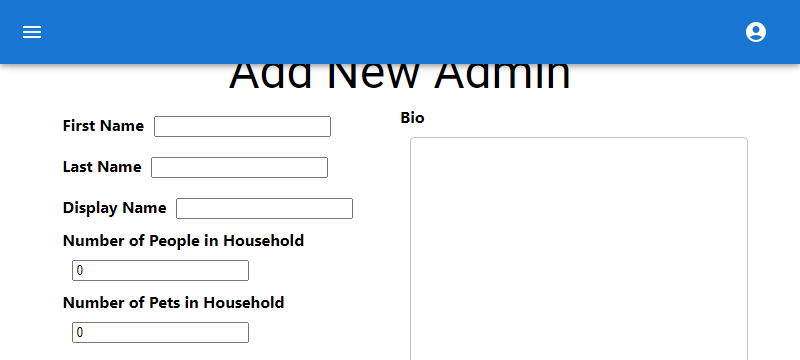 Add New Admin
First Name
Last Name
Display Name
Number of People in Household
0
Number of Pets in Household
0
Bio